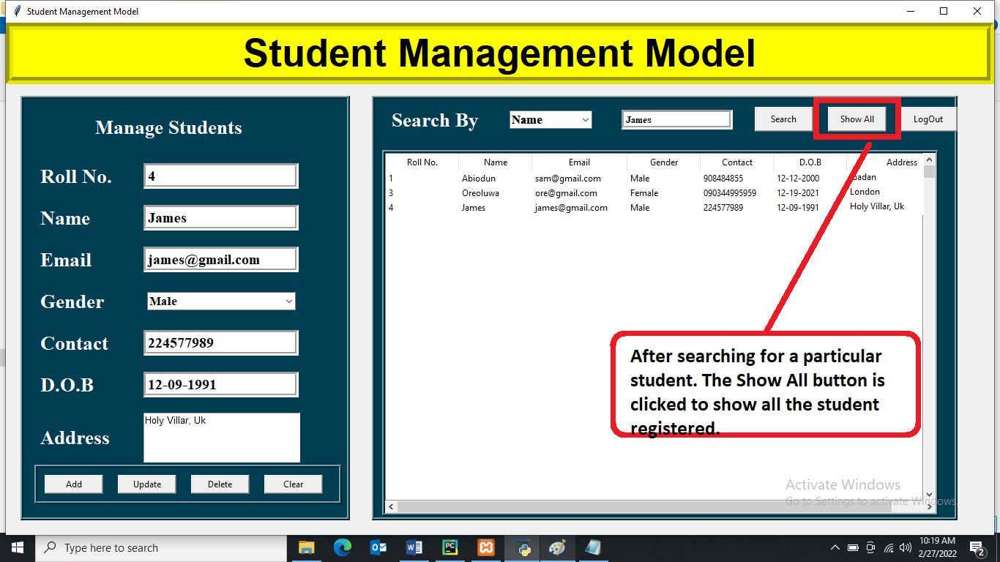 Student Management Model
Student Management Model
Manage Students
Roll No. 4
Name James
Email james@gmail.com
Gender Male
Contact 224577989
D.O.B 12-09-1991
Address Holy Villar, Uk
Add Update Delete Clear
Search By Name James Search Show All LogOut
Roll No. Name Email Gender Contact D.O.B Address
1 Abiodun sam@gmail.com Male 908484855 12-12-2000 badan
3 Oreoluwa ore@gmail.com Female 090344995959 12-19-2021 London
4 James james@gmail.com Male 224577989 12-09-1991 Holy Villar, Uk
After searching for a particular
student. The Show All button is
clicked to show all the student
registered.
Activate Windows
Go to Settings to activate Windows.
Type here to search
10:19 AM
2/27/2022
2